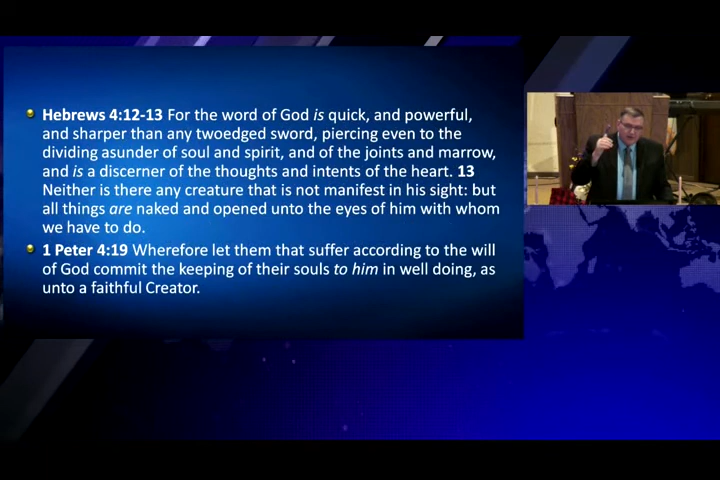 Hebrews 4:12-13 For the word of God is quick, and powerful,
and sharper than any twoedged sword, piercing even to the
dividing asunder of soul and spirit, and of the joints and marrow,
and is a discerner of the thoughts and intents of the heart. 13
Neither is there any creature that is not manifest in his sight: but
all things are naked and opened unto the eyes of him with whom
we have to do.
1 Peter 4:19 Wherefore let them that suffer according to the will
of God commit the keeping of their souls to him in well doing, as
unto a faithful Creator.